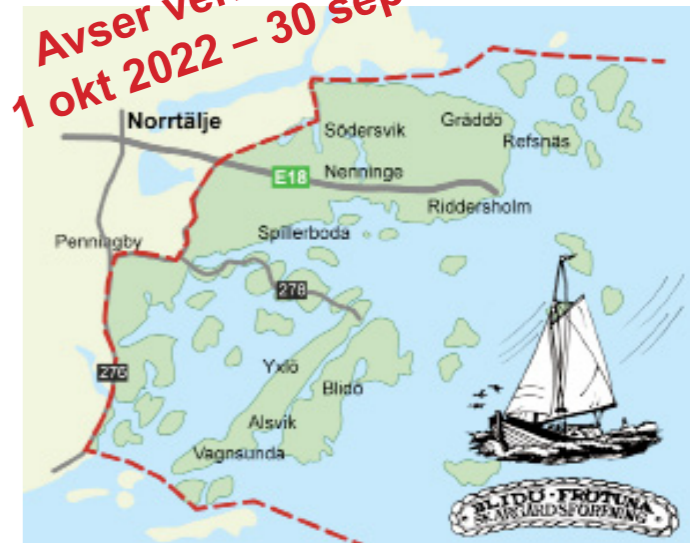 Avser
1 okt 2022 – 30 sep
Norrtälje
Södersvik
Gräddö
Refsnäs
E18
Nenninge
Riddersholm
Penningby
Spillerboda
278
276
Yxlö
Blidö
Alsvik
Vagnsunda
BLIDÖ-FRÖTUNA
SKÄRGÅRDSFÖRENING